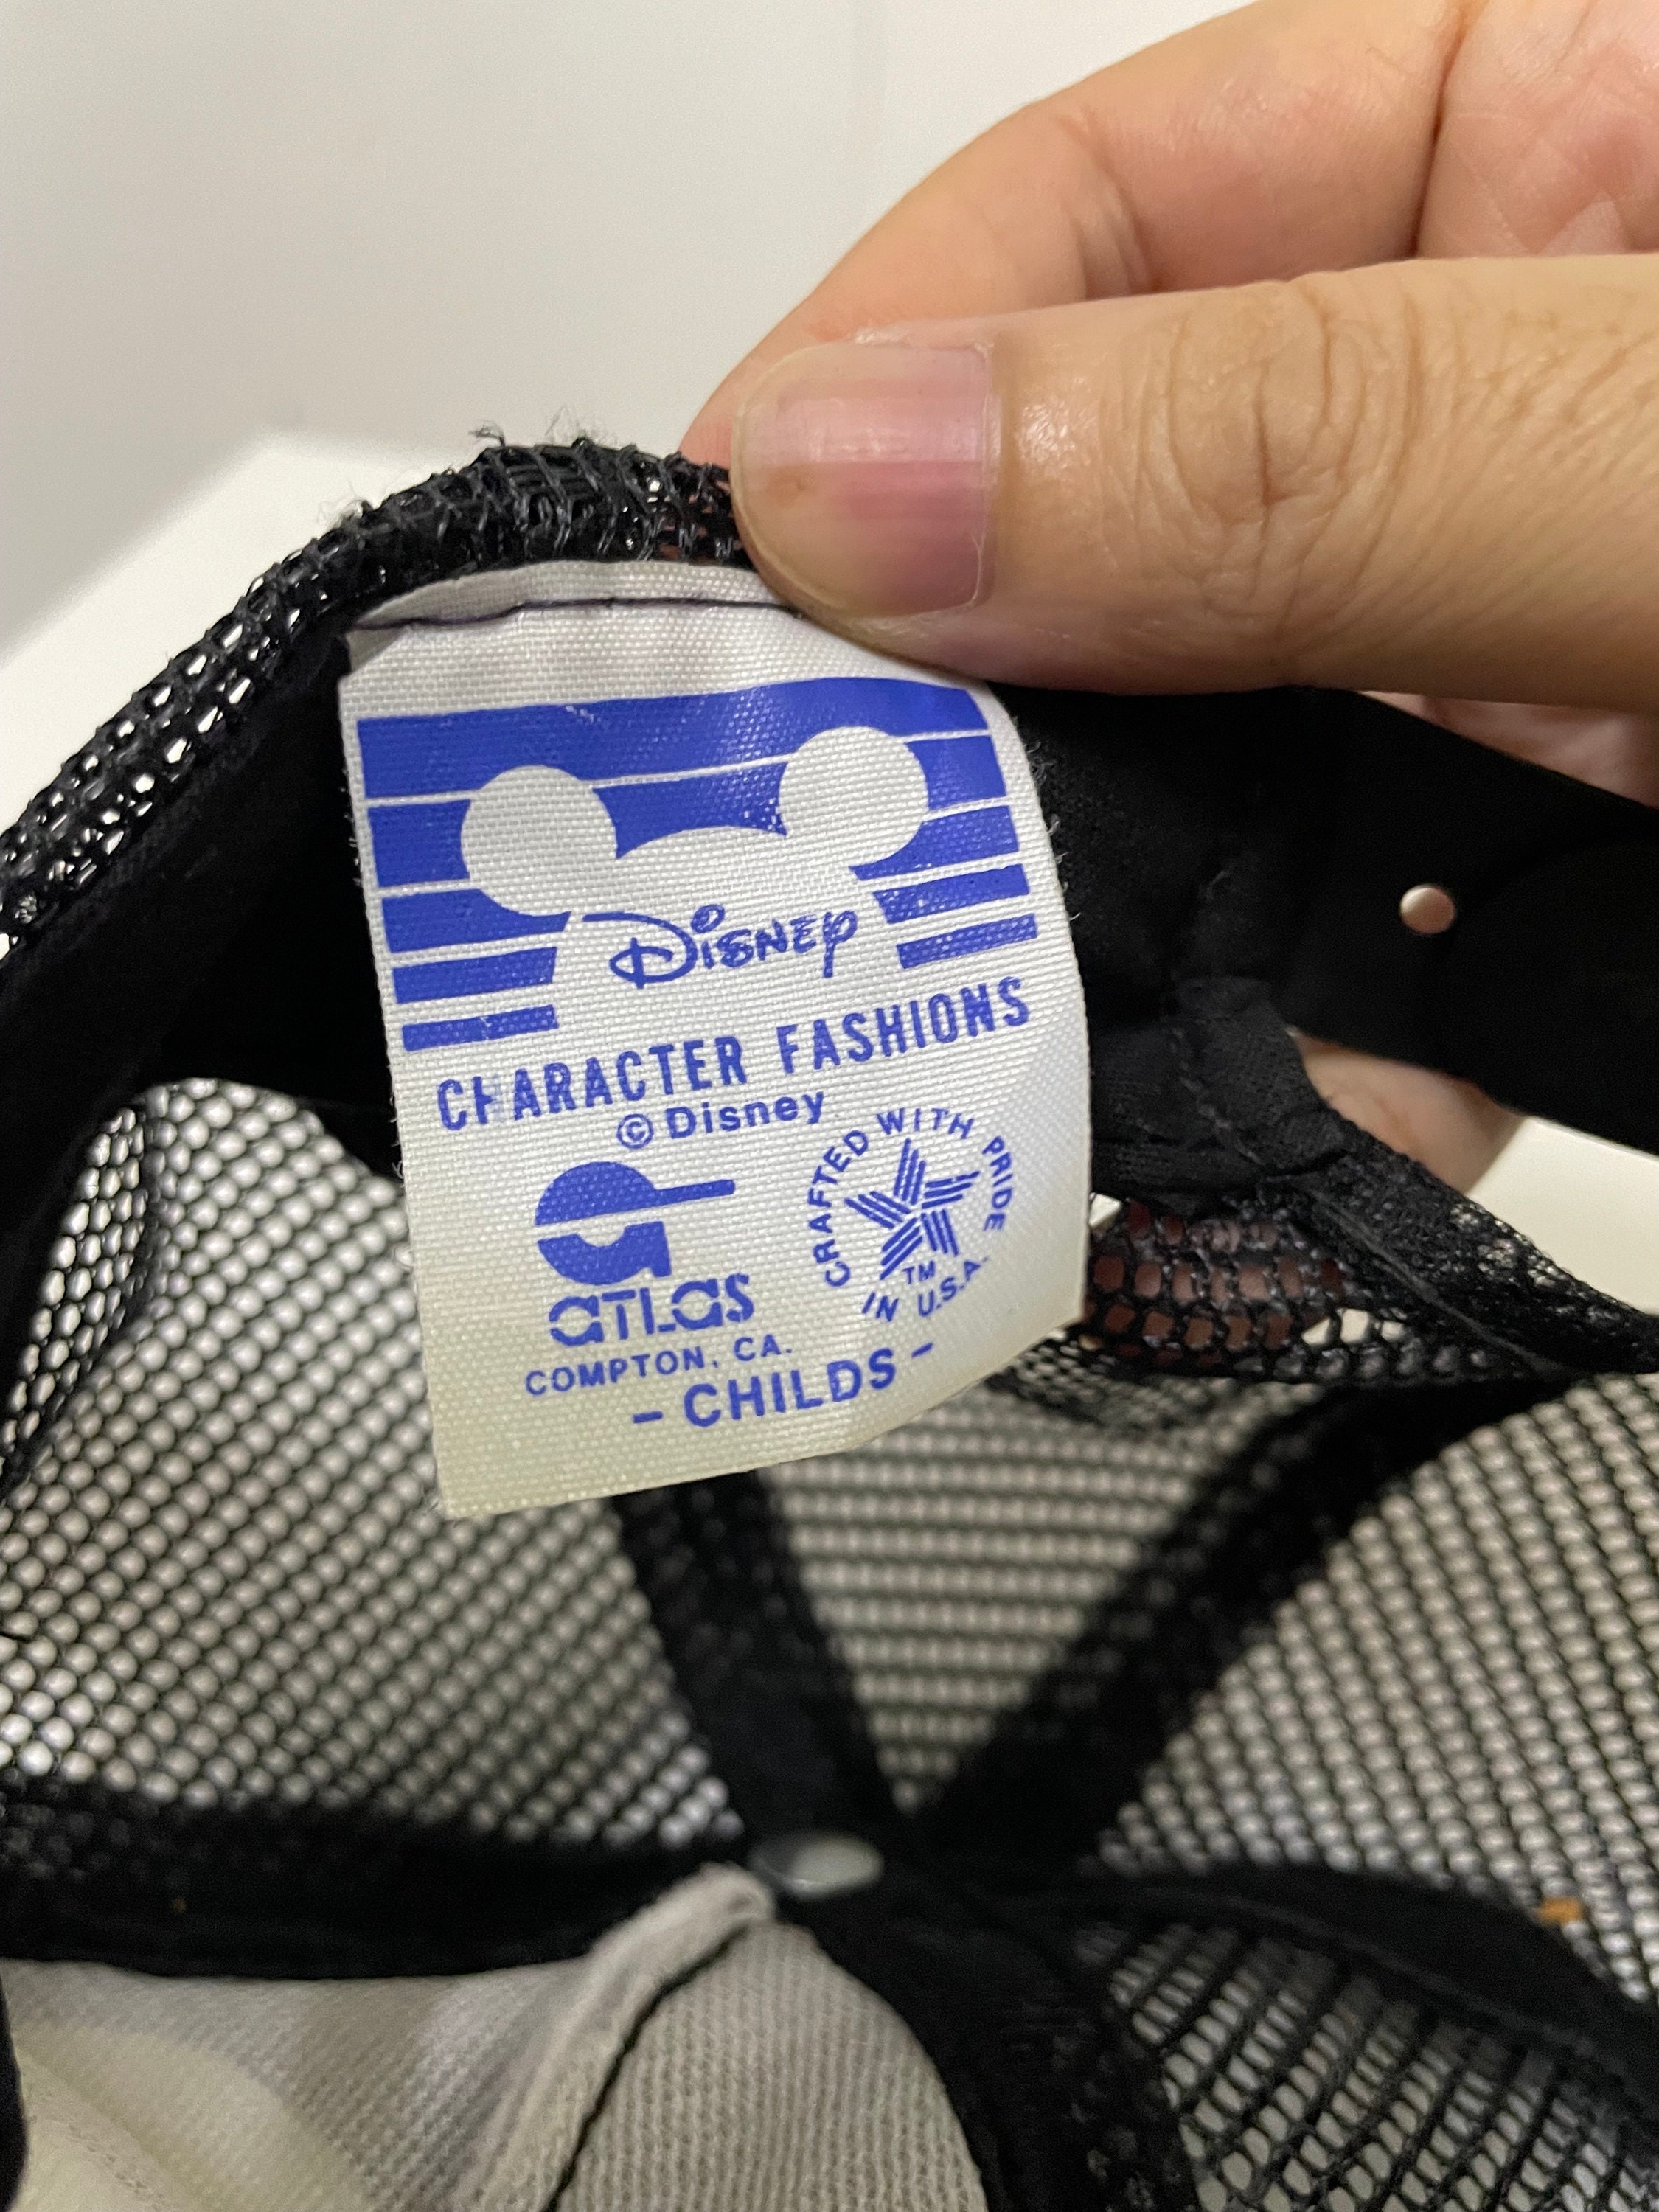 Disney
CHARACTER FASHIONS
©Disney
CRAFTED WITH PRIDE
IN U.S.A.
TM
a
atlas
COMPTON, CA.
- CHILDS -